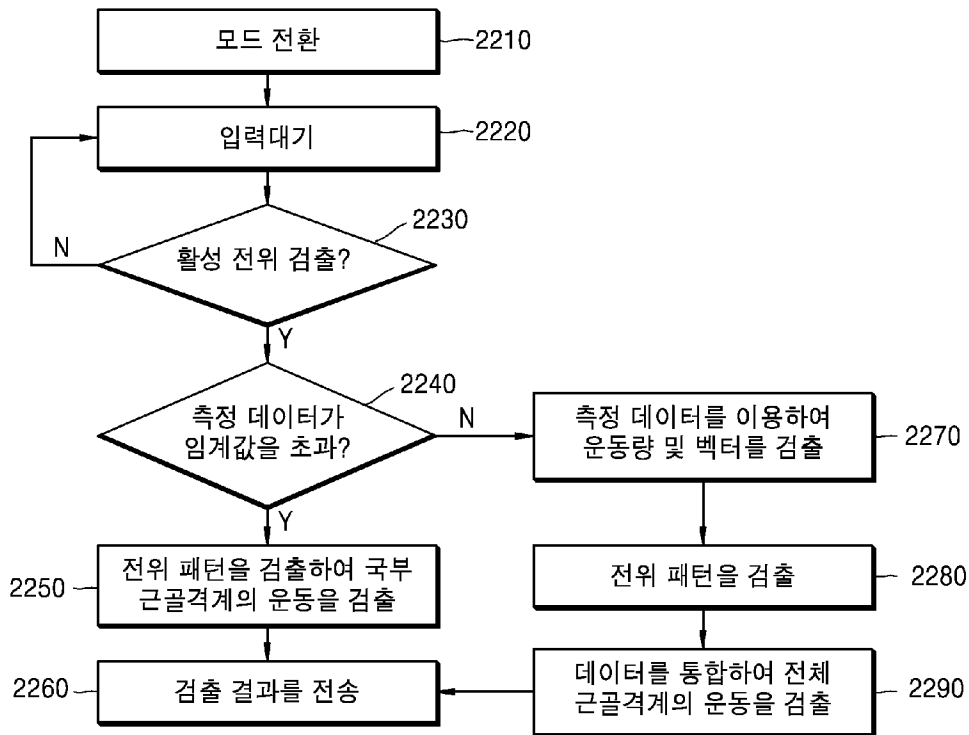 모드 전환
2210
입력대기
2220
활성 전위 검출?
2230
N
Y
측정 데이터가
임계값을 초과?
2240
N
Y
측정 데이터를 이용하여
운동량 및 벡터를 검출
2270
전위 패턴을 검출하여 국부
근골격계의 운동을 검출
2250
전위 패턴을 검출
2280
검출 결과를 전송
2260
데이터를 통합하여 전체
근골격계의 운동을 검출
2290